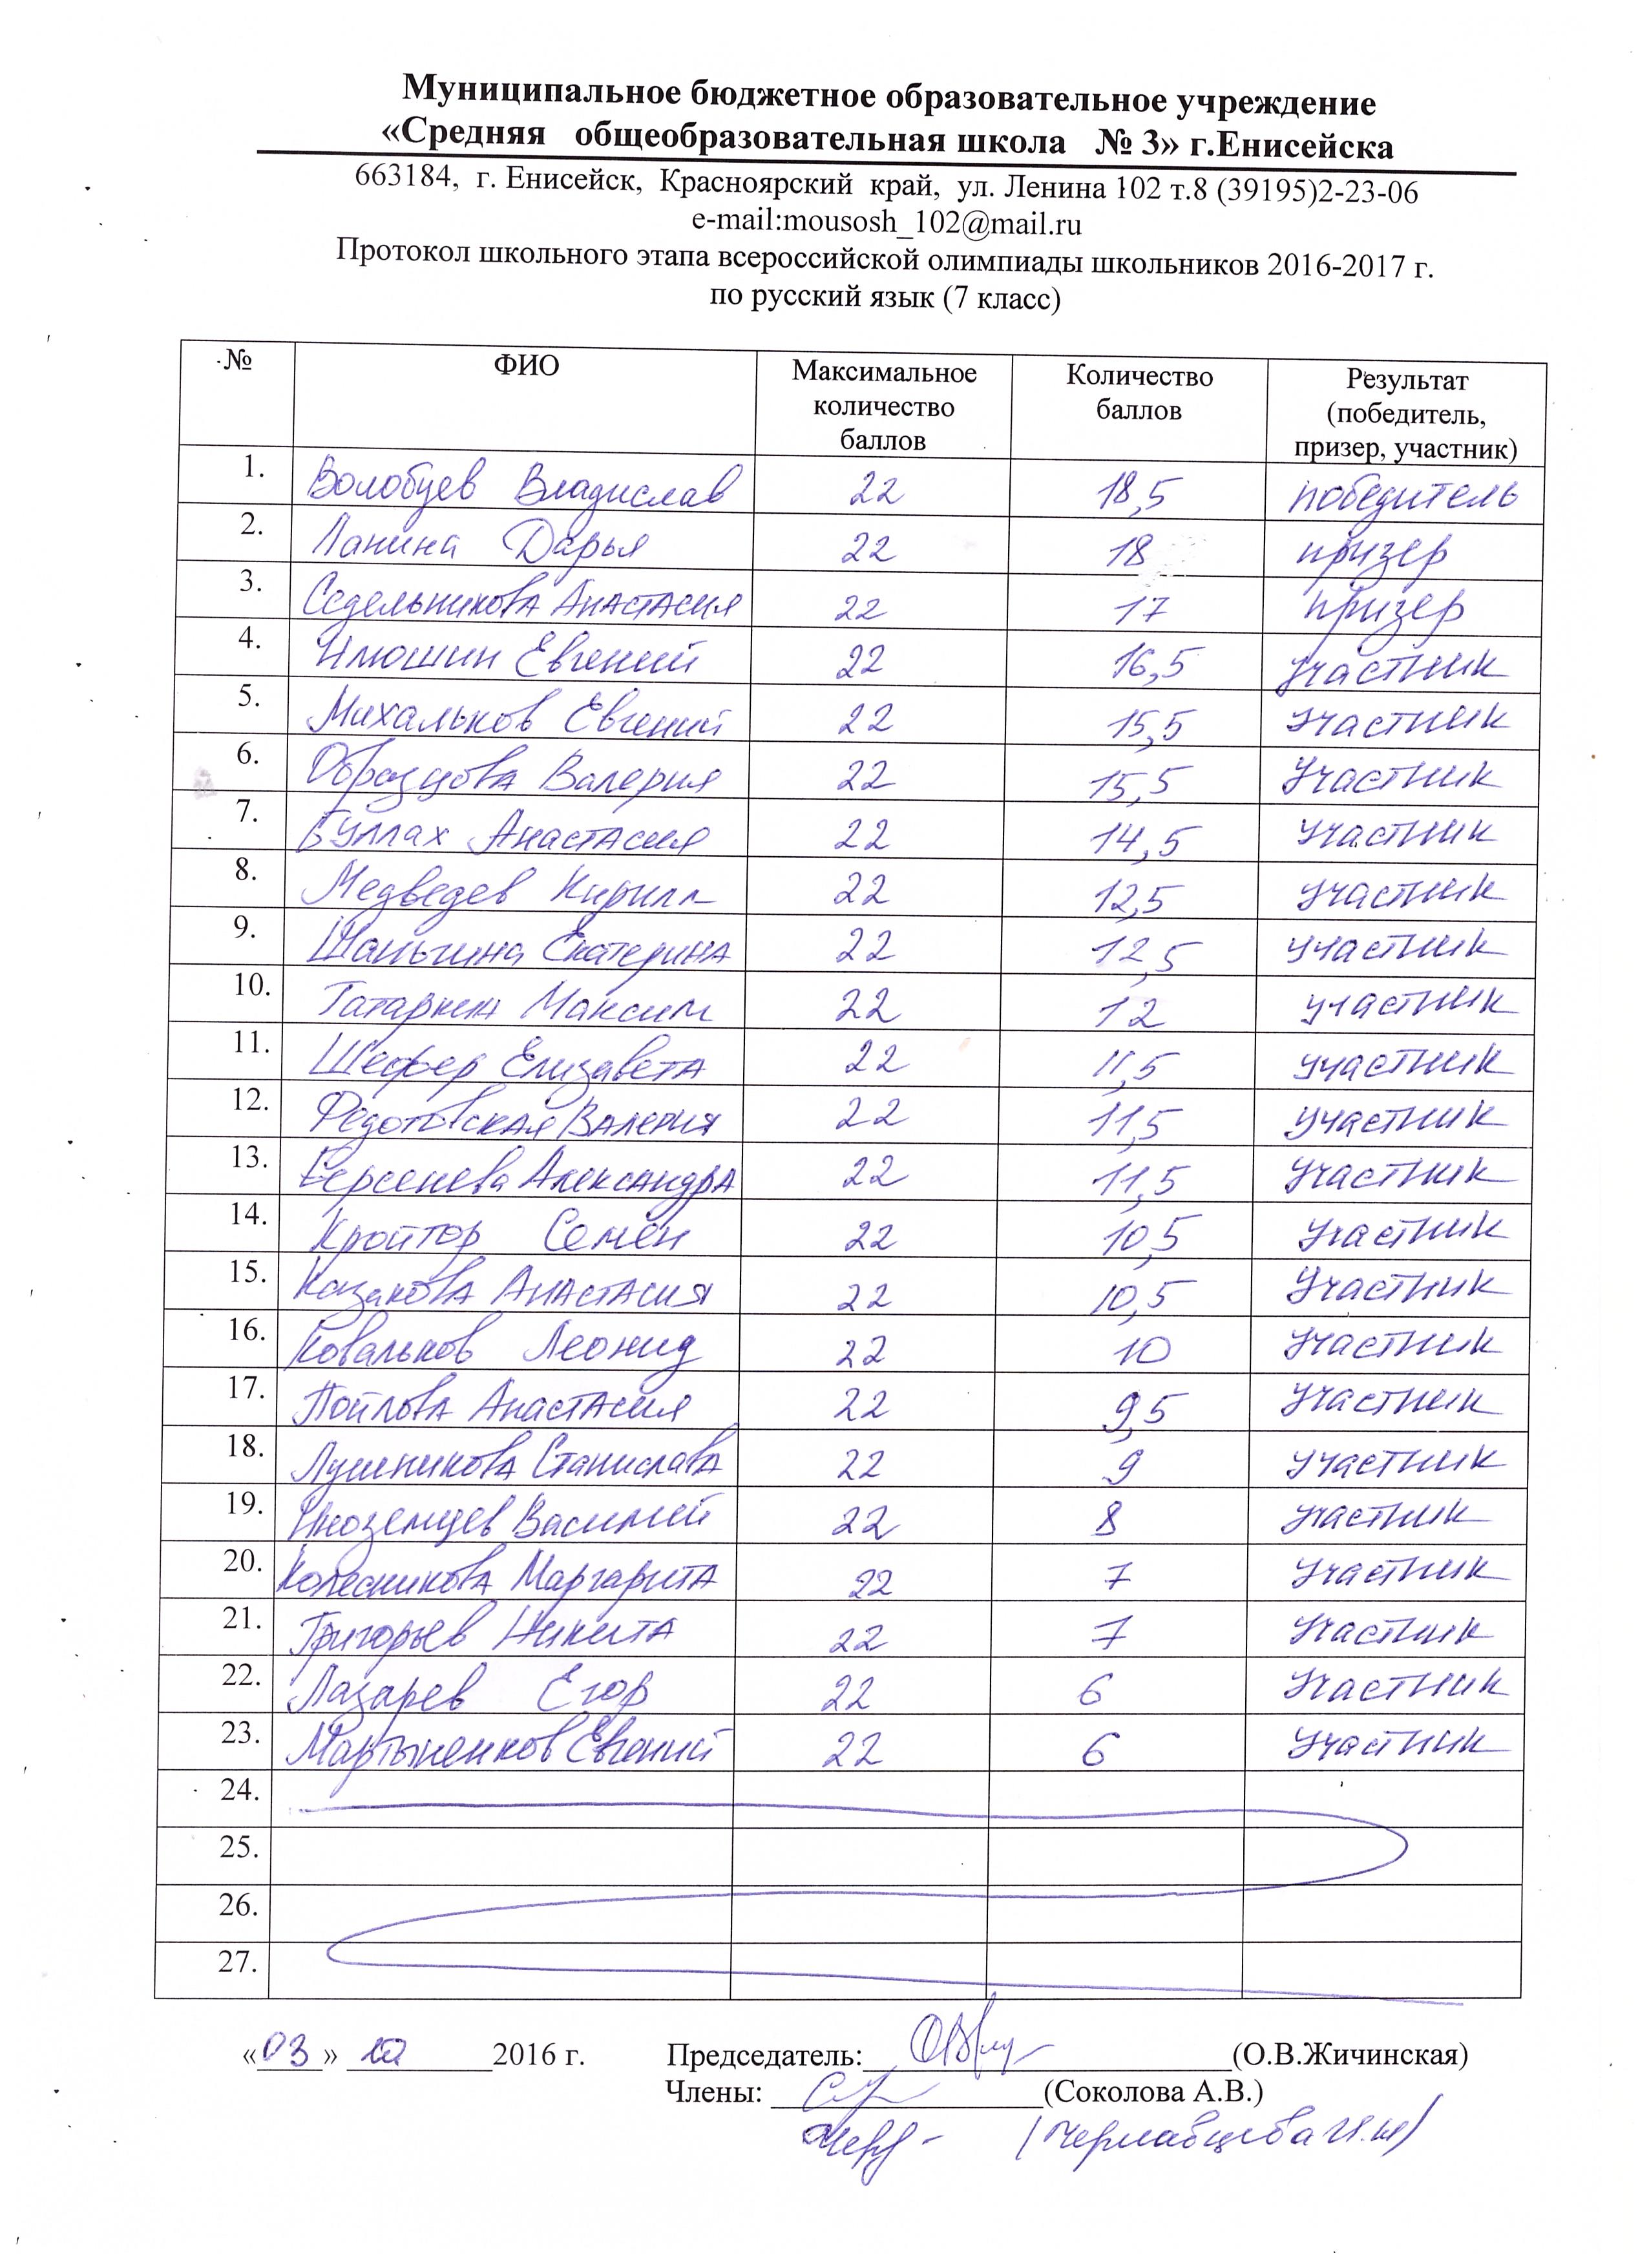 Муниципальное бюджетное образовательное учреждение
«Средняя общеобразовательная школа № 3» г.Енисейска
663184, г. Енисейск, Красноярский край, ул. Ленина 102 т.8 (39195)2-23-06
e-mail:mousosh_102@mail.ru
Протокол школьного этапа всероссийской олимпиады школьников 2016-2017 г.
по русский язык (7 класс)
№ ФИО Максимальное количество баллов Количество баллов Результат (победитель, призер, участник)
1. Волобуев Владислав 22 18,5 победитель
2. Ланина Дарья 22 18 призер
3. Седельникова Анастасия 22 17 призер
4. Илюшин Евгений 22 16,5 участник
5. Михальков Евгений 22 15,5 участник
6. Образцова Валерия 22 15,5 участник
7. Буллах Анастасия 22 14,5 участник
8. Медведев Кирилл 22 12,5 участник
9. Шаньгина Екатерина 22 12,5 участник
10. Татаркин Максим 22 12 участник
11. Шефер Елизавета 22 11,5 участник
12. Федотовская Валерия 22 11,5 участник
13. Берсенева Александра 22 11,5 участник
14. Кройтор Семён 22 10,5 участник
15. Казакова Анастасия 22 10,5 участник
16. Ковальков Леонид 22 10 участник
17. Пойлова Анастасия 22 9,5 участник
18. Лушникова Станислава 22 9 участник
19. Иноземцев Василий 22 8 участник
20. Колесникова Маргарита 22 7 участник
21. Григорьев Никита 22 7 участник
22. Лазарев Егор 22 6 участник
23. Мартыненков Евгений 22 6 участник
24.
25.
26.
27.
«03» 10 2016 г. Председатель: (О.В.Жичинская)
Члены: (Соколова А.В.)